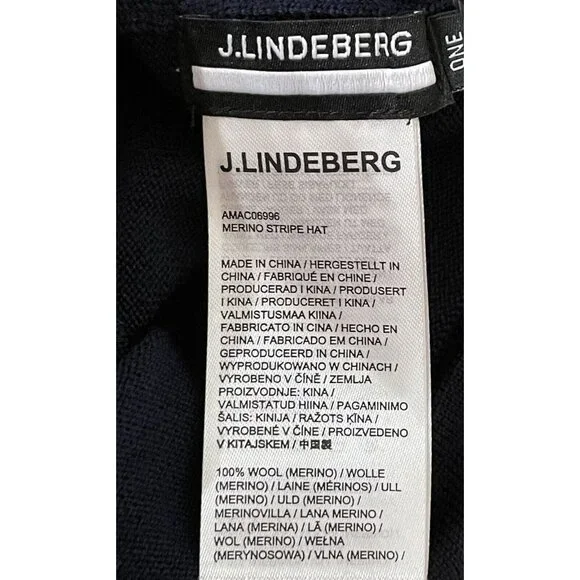 J.LINDEBERG
ONE
J.LINDEBERG
AMAC06996
MERINO STRIPE HAT
MADE IN CHINA / HERGESTELLT IN
CHINA / FABRIQUÉ EN CHINE /
PRODUCERAD I KINA / PRODUSERT
I KINA / PRODUCERET I KINA /
VALMISTUSMAA KIINA /
FABBRICATO IN CINA / HECHO EN
CHINA / FABRICADO EM CHINA /
GEPRODUCEERD IN CHINA /
WYPRODUKOWANO W CHINACH /
VYROBENO V ČÍNĚ / ZEMLJA
PROIZVODNJE: KINA /
VALMISTATUD HIINA / PAGAMINIMO
ŠALIS: KINIJA / RAŽOTS ĶĪNA /
VYROBENÉ V ČÍNE / PROIZVEDENO
V KITAJSKEM / 中国製
100% WOOL (MERINO) / WOLLE
(MERINO) / LAINE (MÉRINOS) / ULL
(MERINO) / ULD (MERINO) /
MERINOVILLA / LANA MERINO /
LANA (MERINA) / LÃ (MERINO) /
WOL (MERINO) / WEŁNA
(MERYNOSOWA) / VLNA (MERINO) /